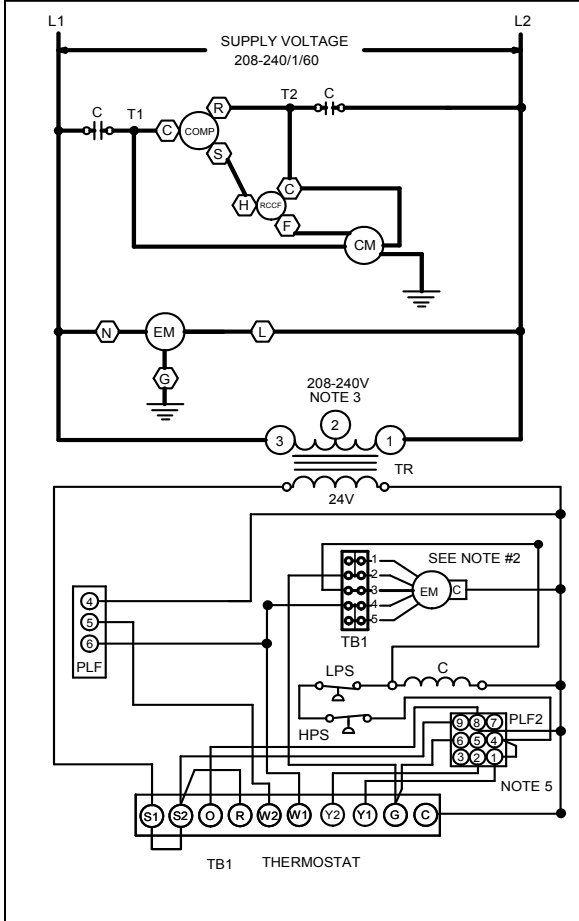 L1 L2
SUPPLY VOLTAGE
208-240/1/60
C T1 C COMP R T2 C
S
H RCCF C
F
CM
N EM L
G
208-240V
NOTE 3
3 2 1
TR
24V
4
5
6
PLF
1
2
3
4
5
TB1
SEE NOTE #2
EM C
LPS C
HPS
9 8 7
6 5 4
3 2 1
PLF2
NOTE 5
S1 S2 O R W2 W1 Y2 Y1 G C
TB1 THERMOSTAT